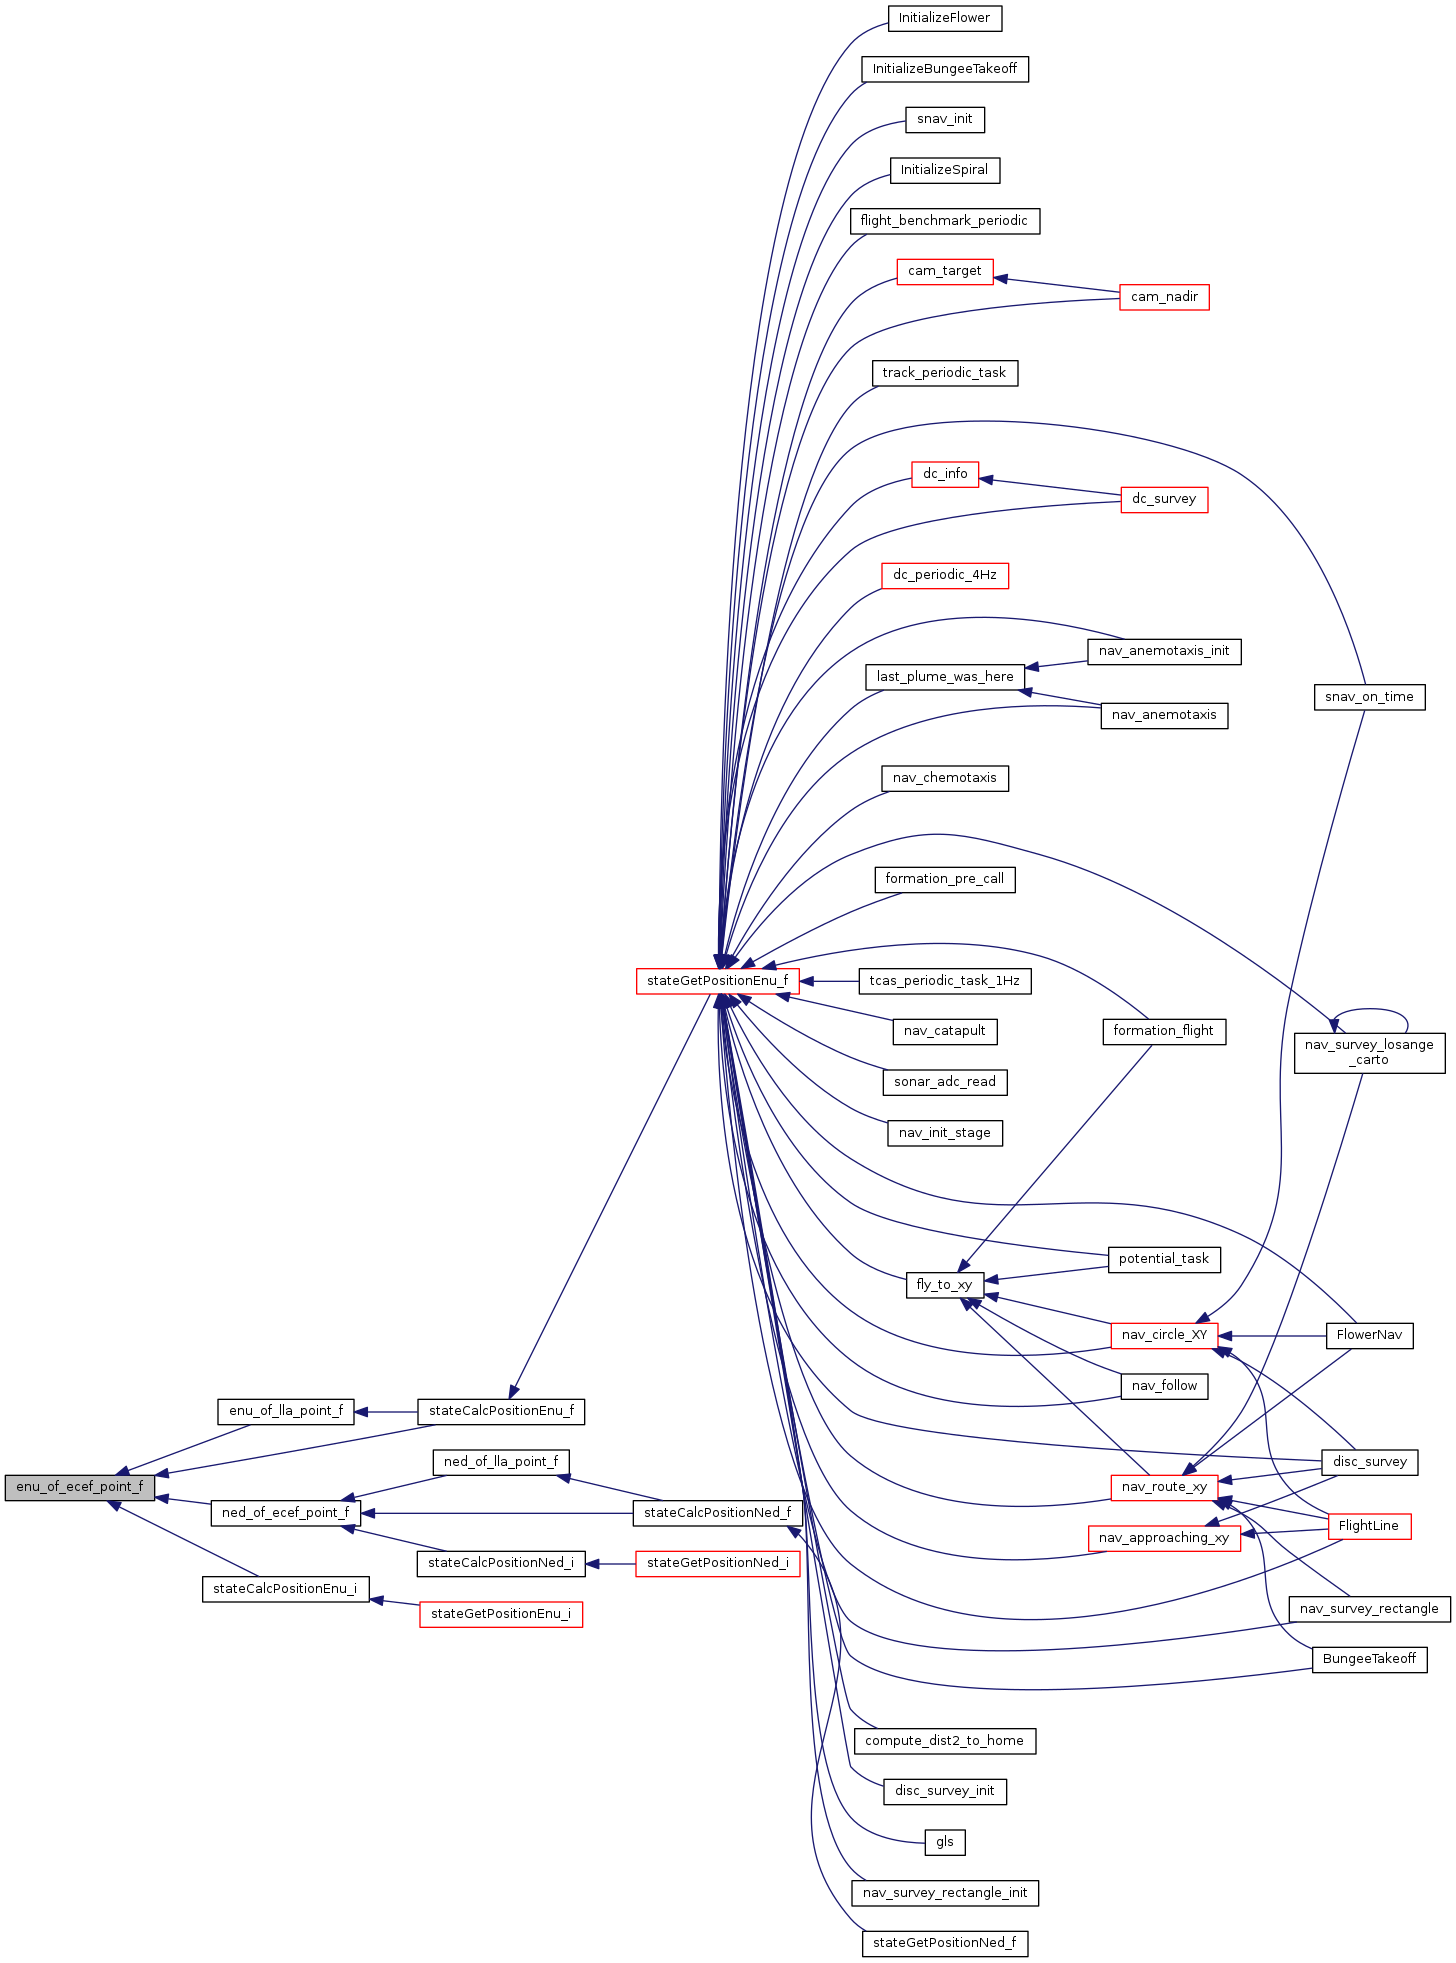 InitializeFlower
InitializeBungeeTakeoff
snav_init
InitializeSpiral
flight_benchmark_periodic
cam_target
cam_nadir
track_periodic_task
dc_info
dc_survey
dc_periodic_4Hz
nav_anemotaxis_init
last_plume_was_here
snav_on_time
nav_anemotaxis
nav_chemotaxis
formation_pre_call
stateGetPositionEnu_f
tcas_periodic_task_1Hz
nav_catapult
formation_flight
nav_survey_losange
_carto
sonar_adc_read
nav_init_stage
potential_task
fly_to_xy
nav_circle_XY
FlowerNav
nav_follow
enu_of_lla_point_f
stateCalcPositionEnu_f
ned_of_lla_point_f
disc_survey
enu_of_ecef_point_f
nav_route_xy
ned_of_ecef_point_f
stateCalcPositionNed_f
FlightLine
nav_approaching_xy
stateCalcPositionNed_i
stateGetPositionNed_i
stateCalcPositionEnu_i
stateGetPositionEnu_i
nav_survey_rectangle
BungeeTakeoff
compute_dist2_to_home
disc_survey_init
gls
nav_survey_rectangle_init
stateGetPositionNed_f